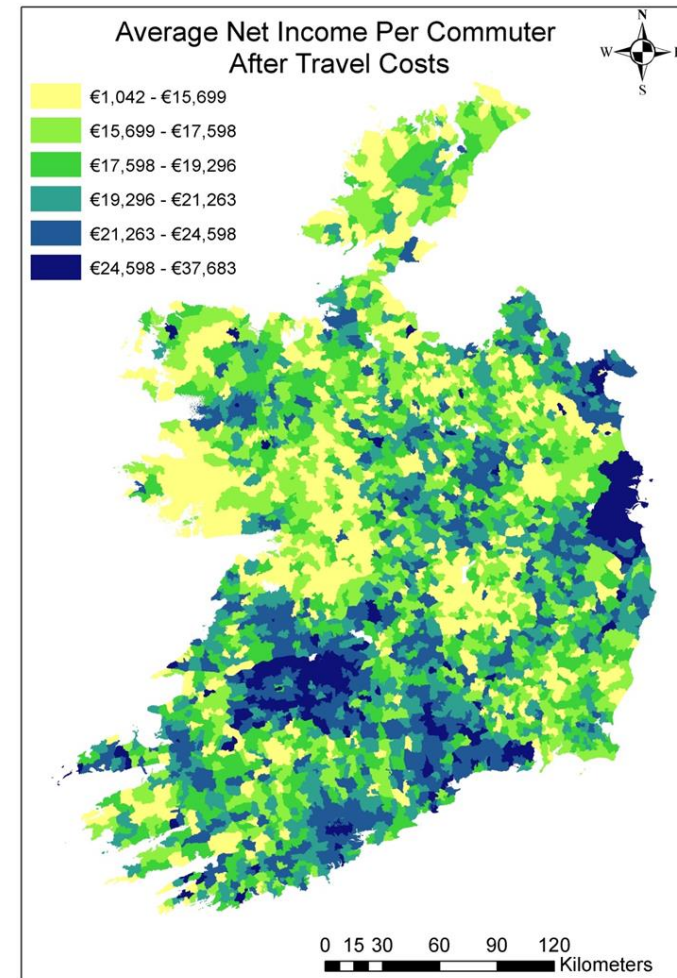 Average Net Income Per Commuter
After Travel Costs
N
W
E
S
€1,042 - €15,699
€15,699 - €17,598
€17,598 - €19,296
€19,296 - €21,263
€21,263 - €24,598
€24,598 - €37,683
0 15 30 60 90 120
Kilometers